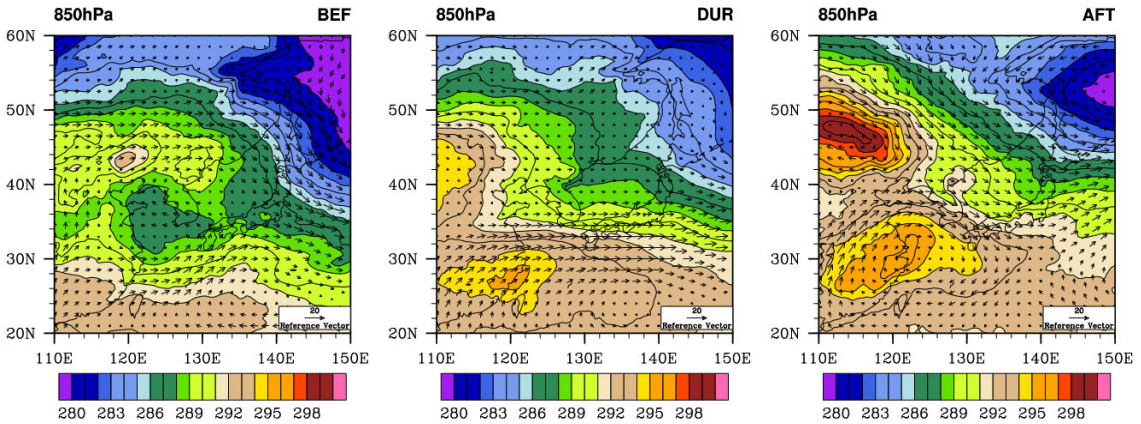 850hPa BEF 850hPa DUR 850hPa AFT
60N 60N 60N
50N 50N 50N
40N 40N 40N
30N 30N 30N
20 20 20
Reference Vector Reference Vector Reference Vector
20N 20N 20N
110E 120E 130E 140E 150E 110E 120E 130E 140E 150E 110E 120E 130E 140E 150E
280 283 286 289 292 295 298 280 283 286 289 292 295 298 280 283 286 289 292 295 298